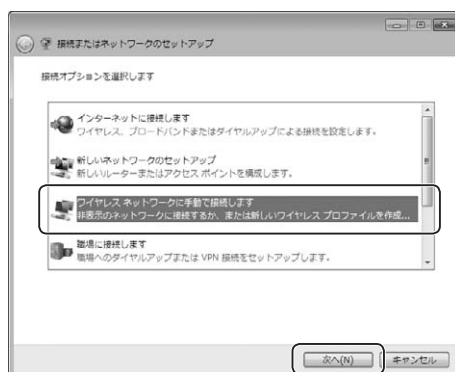 接続またはネットワークのセットアップ
接続オプションを選択します
インターネットに接続します
ワイヤレス、ブロードバンドまたはダイヤルアップによる接続を設定します。
新しいネットワークのセットアップ
新しいルーターまたはアクセス ポイントを構成します。
ワイヤレス ネットワークに手動で接続します
非表示のネットワークに接続するか、または新しいワイヤレス プロファイルを作成...
職場に接続します
職場へのダイヤルアップまたは VPN 接続をセットアップします。
次へ(N)
キャンセル